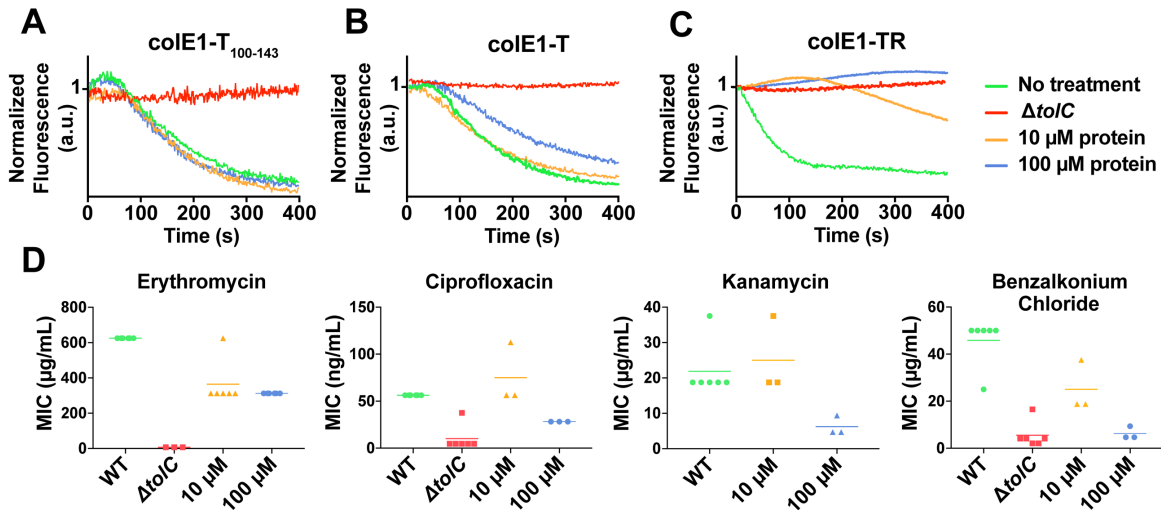 A
colE1-T100-143
Normalized
Fluorescence
(a.u.)
1
0 100 200 300 400
Time (s)
B
colE1-T
Normalized
Fluorescence
(a.u.)
1
0 100 200 300 400
Time (s)
C
colE1-TR
Normalized
Fluorescence
(a.u.)
1
0 100 200 300 400
Time (s)
No treatment
ΔtolC
10 µM protein
100 µM protein
D
Erythromycin
MIC (µg/mL)
800
600
400
200
0
WT ΔtolC 10 µM 100 µM
Ciprofloxacin
MIC (ng/mL)
150
100
50
0
WT ΔtolC 10 µM 100 µM
Kanamycin
MIC (µg/mL)
40
30
20
10
0
WT 10 µM 100 µM
Benzalkonium
Chloride
MIC (µg/mL)
60
40
20
0
WT ΔtolC 10 µM 100 µM